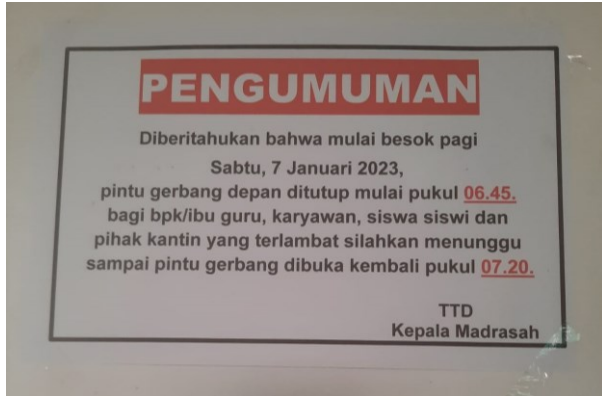 PENGUMUMAN
Diberitahukan bahwa mulai besok pagi
Sabtu, 7 Januari 2023,
pintu gerbang depan ditutup mulai pukul 06.45.
bagi bpk/ibu guru, karyawan, siswa siswi dan
pihak kantin yang terlambat silahkan menunggu
sampai pintu gerbang dibuka kembali pukul 07.20.
TTD
Kepala Madrasah